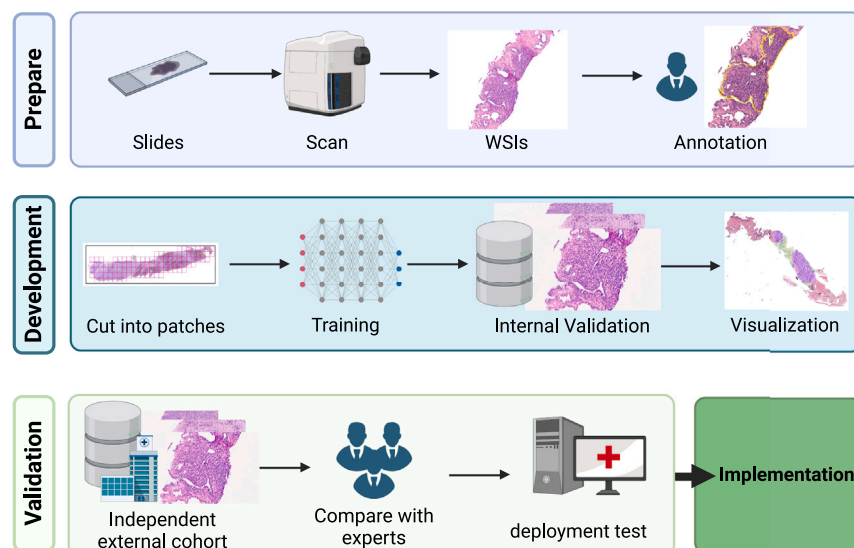 Prepare
Slides
Scan
WSIs
Annotation
Development
Cut into patches
Training
Internal Validation
Visualization
Validation
Independent
external cohort
Compare with
experts
deployment test
Implementation